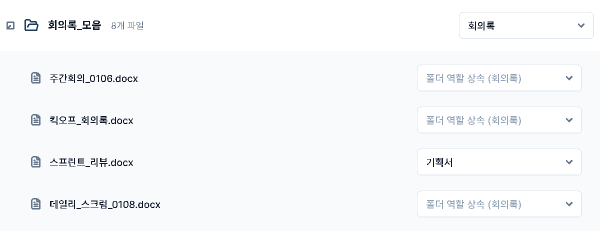 회의록_모음 8개 파일 회의록
주간회의_0106.docx 폴더 역할 상속 (회의록)
킥오프_회의록.docx 폴더 역할 상속 (회의록)
스프린트_리뷰.docx 기획서
데일리_스크럼_0108.docx 폴더 역할 상속 (회의록)